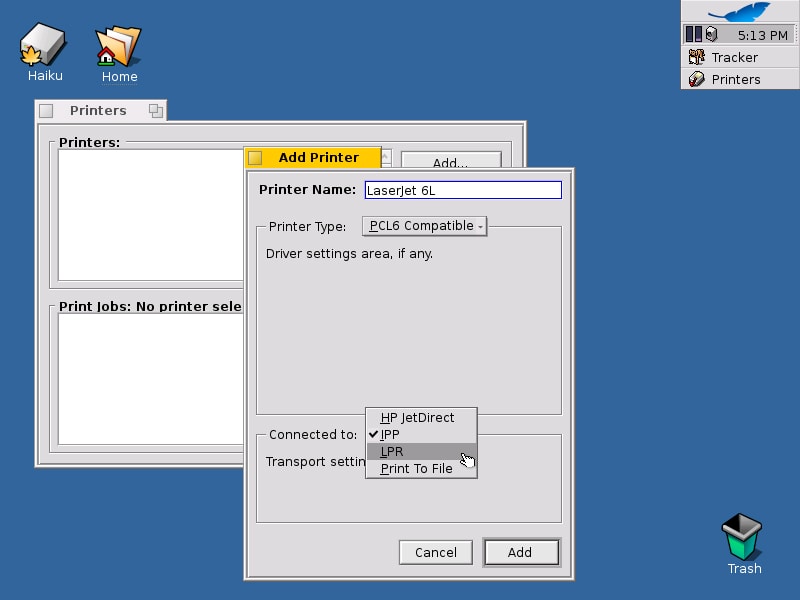 5:13 PM
Tracker
Printers
Haiku
Home
Printers
Printers:
Add...
Print Jobs: No printer sele
Add Printer
Printer Name: LaserJet 6L
Printer Type: PCL6 Compatible
Driver settings area, if any.
Connected to:
HP JetDirect
IPP
LPR
Print To File
Transport settin
Cancel
Add
Trash